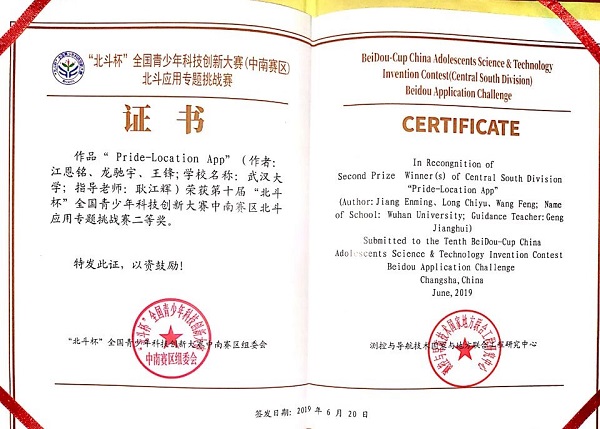 “北斗杯”全国青少年科技创新大赛(中南赛区)
北斗应用专题挑战赛
证书
作品“ Pride-Location App”（作者：
江恩铭、龙驰宇、王锋；学校名称：武汉大
学；指导老师：耿江辉）荣获第十届“北斗
杯”全国青少年科技创新大赛中南赛区北斗
应用专题挑战赛二等奖。
特发此证，以资鼓励！
“北斗杯”全国青少年科技创新大赛中南赛区组委会
中南赛区组委会
BeiDou-Cup China Adolescents Science & Technology
Invention Contest(Central South Division)
Beidou Application Challenge
CERTIFICATE
In Recongnition of
Second Prize Winner(s) of Central South Division
“Pride-Location App”
(Author: Jiang Enming, Long Chiyu, Wang Feng; Name
of School: Wuhan University; Guidance Teacher:Geng
Jianghui)
Submitted to the Tenth BeiDou-Cup China
Adolescents Science & Technology Invention Contest
Beidou Application Challenge
Changsha,China
June, 2019
测控与导航技术国家地方联合工程研究中心
签发日期: 2019 年 6 月 20 日